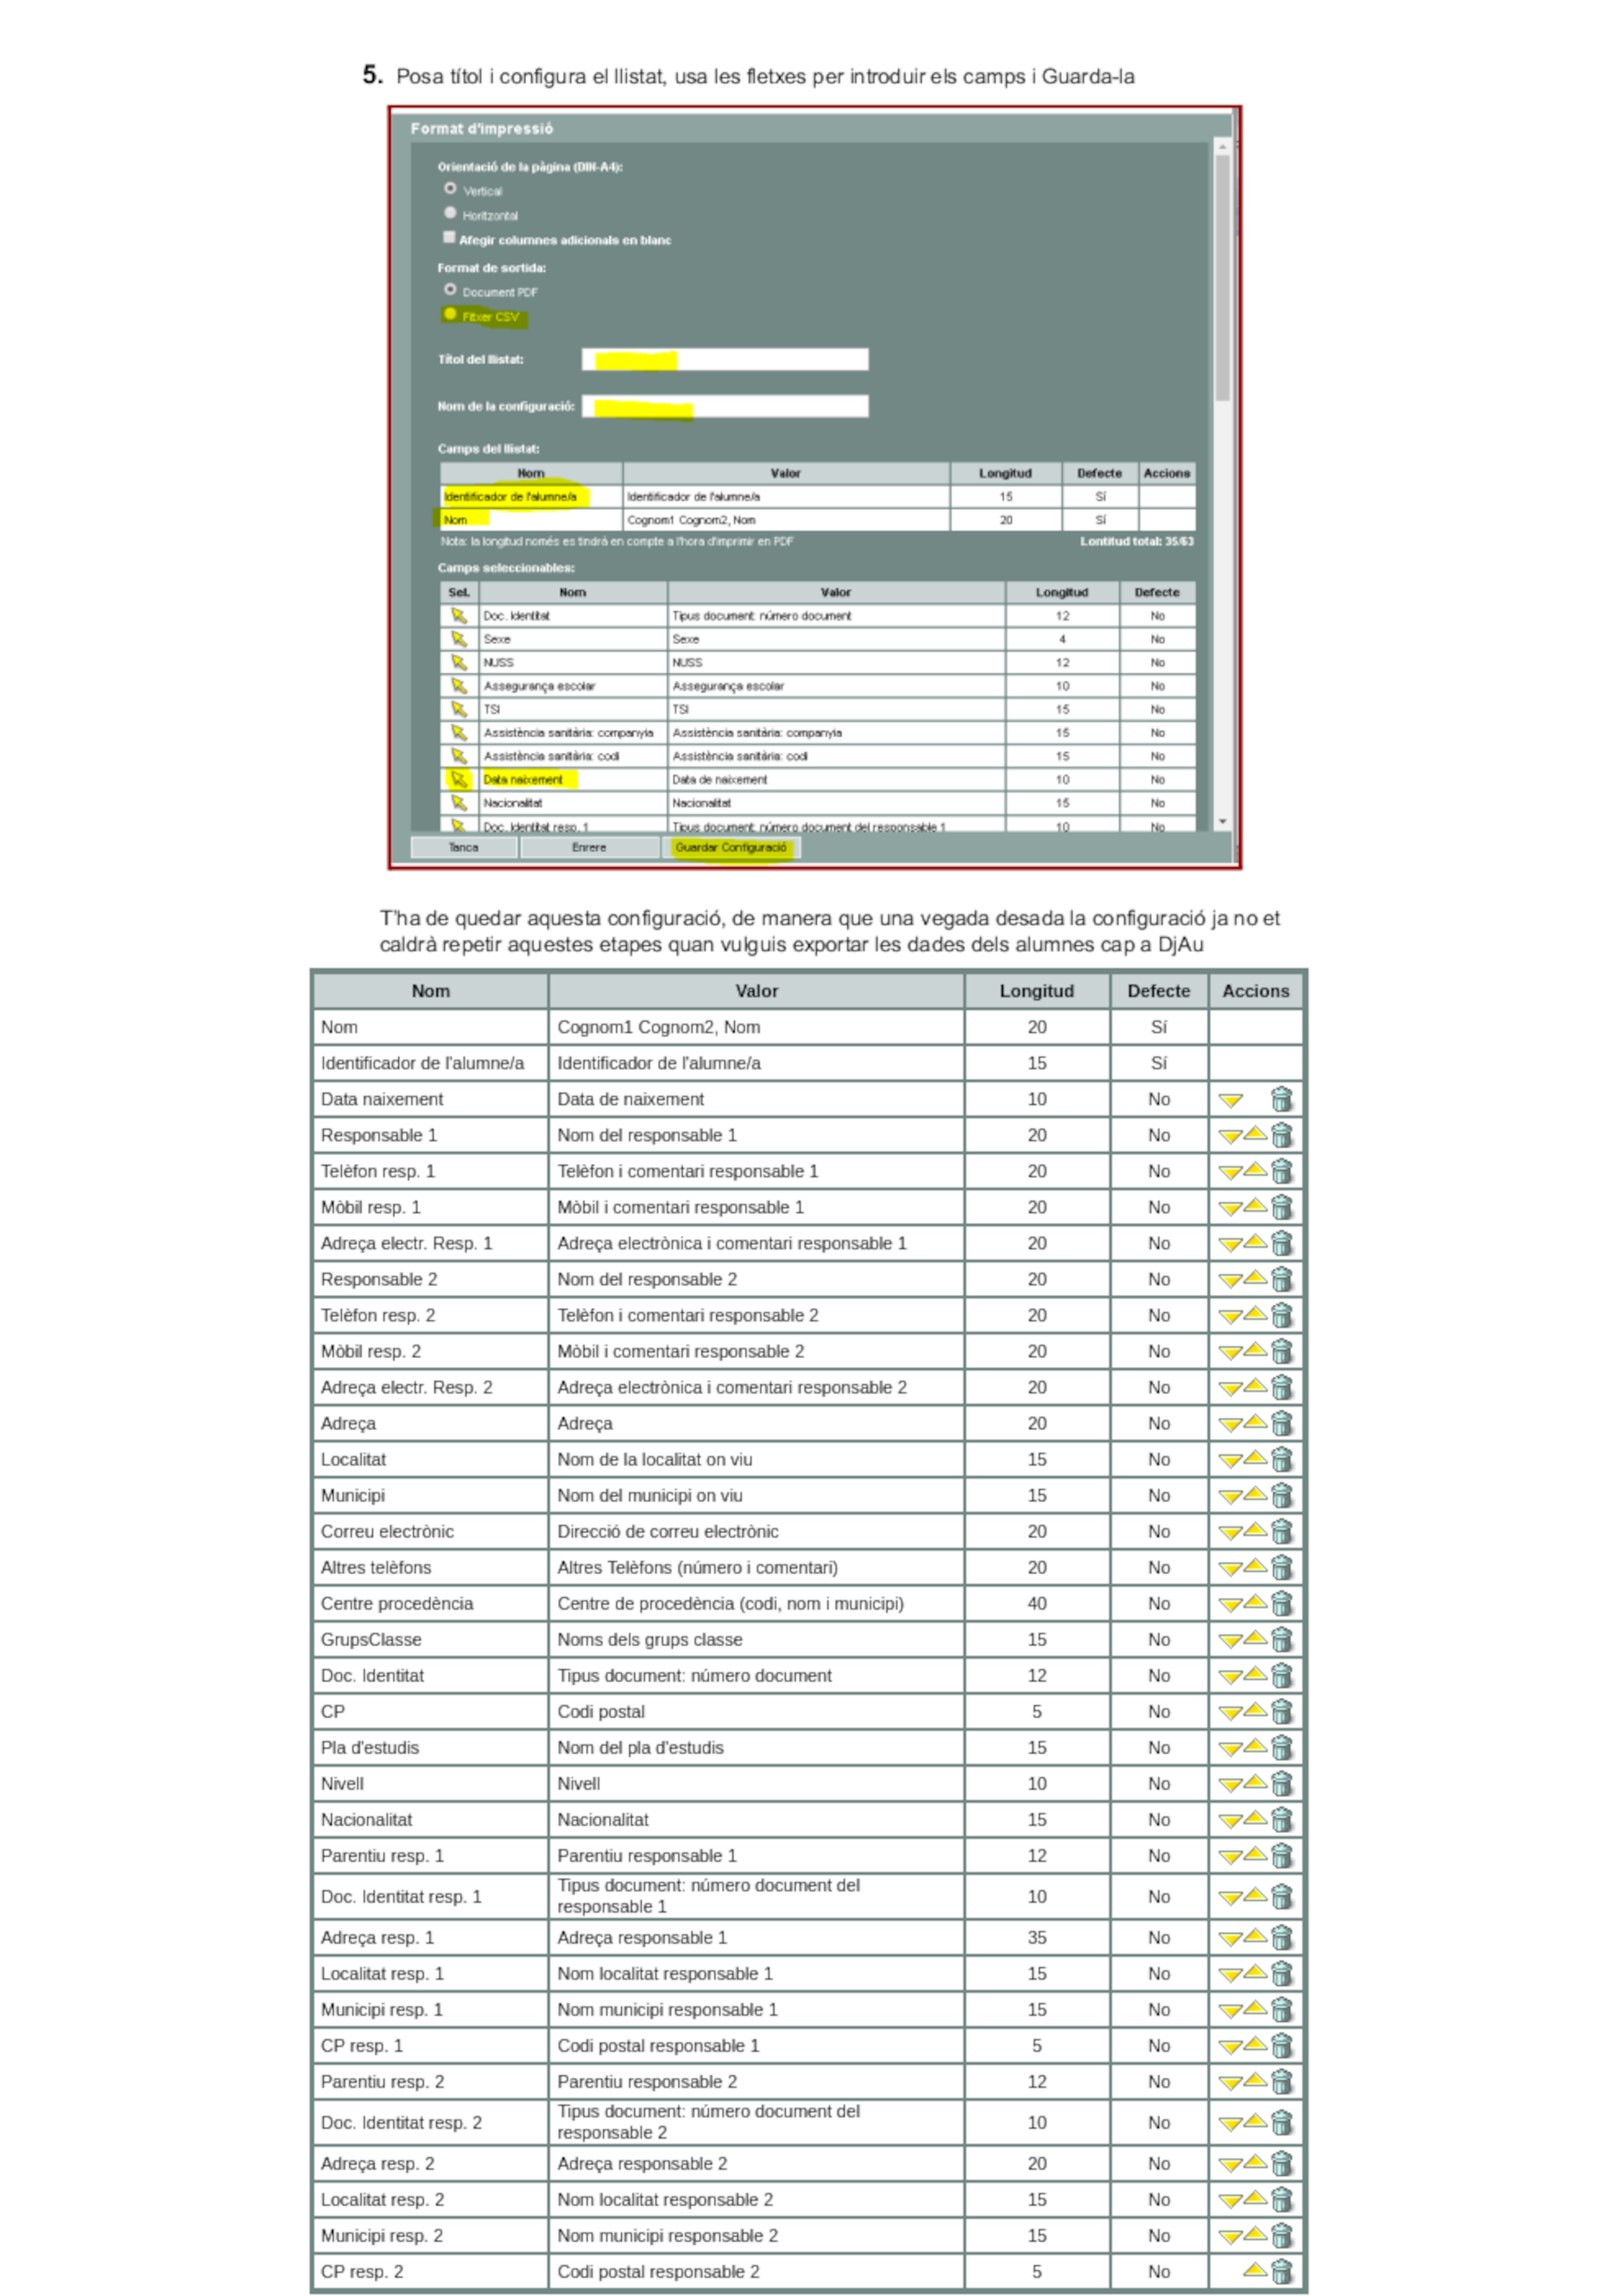 5. Posa títol i configura el llistat, usa les fletxes per introduir els camps i Guarda-la
Format d'impressió
Orientació de la pàgina (DIN-A4):
Vertical
Horitzontal
Afegir columnes adicionals en blanc
Format de sortida:
Document PDF
Fitxer CSV
Títol del llistat:
Nom de la configuració:
Camps del llistat:
Nom Valor Longitud Defecte Accions
Identificador de l'alumne/a Identificador de l'alumne/a 15 Sí
Nom Cognom1 Cognom2, Nom 20 Sí
Nota: la longitud només es tindrà en compte a l'hora d'imprimir en PDF Lontitud total: 35/63
Camps seleccionables:
Sel. Nom Valor Longitud Defecte
Doc. Identitat Tipus document: número document 12 No
Sexe Sexe 4 No
NUSS NUSS 12 No
Assegurança escolar Assegurança escolar 10 No
TSI TSI 15 No
Assistència sanitària: companyia Assistència sanitària: companyia 15 No
Assistència sanitària: codi Assistència sanitària: codi 15 No
Data naixement Data de naixement 10 No
Nacionalitat Nacionalitat 15 No
Doc. Identitat resp. 1 Tipus document: número document del responsable 1 10 No
Tanca Enrere Guardar Configuració
T'ha de quedar aquesta configuració, de manera que una vegada desada la configuració ja no et
caldrà repetir aquestes etapes quan vulguis exportar les dades dels alumnes cap a DjAu
Nom Valor Longitud Defecte Accions
Nom Cognom1 Cognom2, Nom 20 Sí
Identificador de l'alumne/a Identificador de l'alumne/a 15 Sí
Data naixement Data de naixement 10 No
Responsable 1 Nom del responsable 1 20 No
Telèfon resp. 1 Telèfon i comentari responsable 1 20 No
Mòbil resp. 1 Mòbil i comentari responsable 1 20 No
Adreça electr. Resp. 1 Adreça electrònica i comentari responsable 1 20 No
Responsable 2 Nom del responsable 2 20 No
Telèfon resp. 2 Telèfon i comentari responsable 2 20 No
Mòbil resp. 2 Mòbil i comentari responsable 2 20 No
Adreça electr. Resp. 2 Adreça electrònica i comentari responsable 2 20 No
Adreça Adreça 20 No
Localitat Nom de la localitat on viu 15 No
Municipi Nom del municipi on viu 15 No
Correu electrònic Direcció de correu electrònic 20 No
Altres telèfons Altres Telèfons (número i comentari) 20 No
Centre procedència Centre de procedència (codi, nom i municipi) 40 No
GrupsClasse Noms dels grups classe 15 No
Doc. Identitat Tipus document: número document 12 No
CP Codi postal 5 No
Pla d'estudis Nom del pla d'estudis 15 No
Nivell Nivell 10 No
Nacionalitat Nacionalitat 15 No
Parentiu resp. 1 Parentiu responsable 1 12 No
Doc. Identitat resp. 1 Tipus document: número document del
responsable 1 10 No
Adreça resp. 1 Adreça responsable 1 35 No
Localitat resp. 1 Nom localitat responsable 1 15 No
Municipi resp. 1 Nom municipi responsable 1 15 No
CP resp. 1 Codi postal responsable 1 5 No
Parentiu resp. 2 Parentiu responsable 2 12 No
Doc. Identitat resp. 2 Tipus document: número document del
responsable 2 10 No
Adreça resp. 2 Adreça responsable 2 20 No
Localitat resp. 2 Nom localitat responsable 2 15 No
Municipi resp. 2 Nom municipi responsable 2 15 No
CP resp. 2 Codi postal responsable 2 5 No